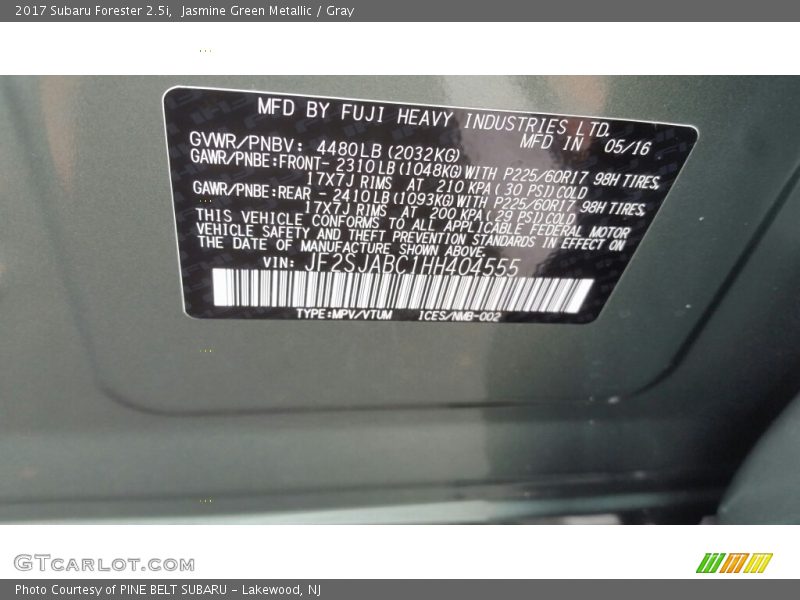 2017 Subaru Forester 2.5i,  Jasmine Green Metallic / Gray
MFD BY FUJI HEAVY INDUSTRIES LTD.
MFD IN 05/16
GVWR/PNBV: 4480LB(2032KG)
GAWR/PNBE:FRONT- 2310LB(1048KG)WITH P225/60R17 98H TIRES,
17X7J RIMS AT 210 KPA(30 PSI)COLD
GAWR/PNBE:REAR - 2410LB(1093KG)WITH P225/60R17 98H TIRES,
17X7J RIMS AT 200 KPA(29 PSI)COLD
THIS VEHICLE CONFORMS TO ALL APPLICABLE FEDERAL MOTOR
VEHICLE SAFETY AND THEFT PREVENTION STANDARDS IN EFFECT ON
THE DATE OF MANUFACTURE SHOWN ABOVE.
VIN: JF2SJABC1HH404555
TYPE:MPV/VTUM ICES/NMB-002
GTCARLOT.COM
Photo Courtesy of PINE BELT SUBARU - Lakewood, NJ